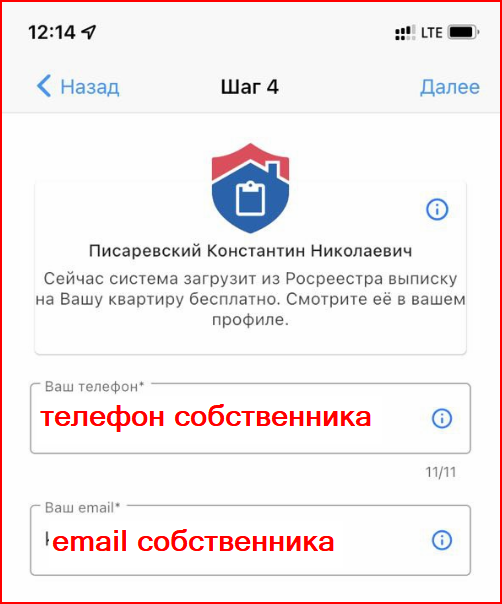 12:14 LTE
Назад Шаг 4 Далее
Писаревский Константин Николаевич
Сейчас система загрузит из Росреестра выписку
на Вашу квартиру бесплатно. Смотрите её в вашем
профиле.
Ваш телефон*
телефон собственника
11/11
Ваш email*
email собственника